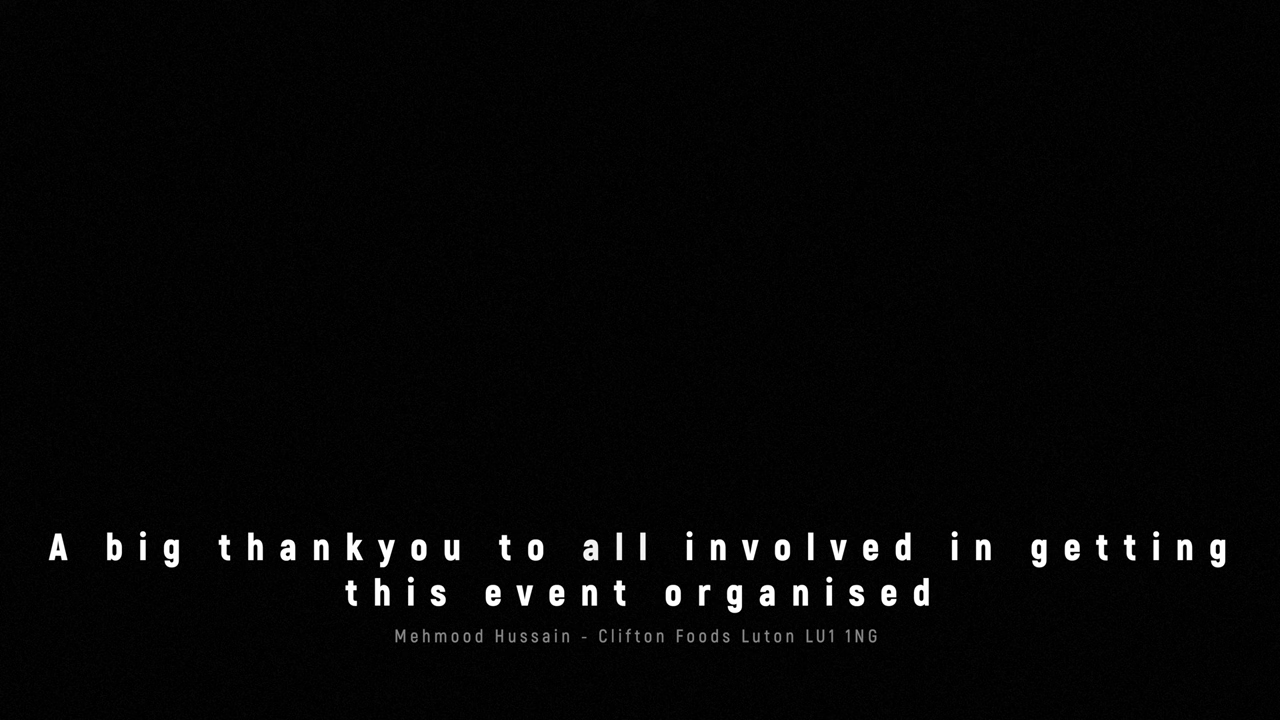 A big thankyou to all involved in getting
this event organised
Mehmood Hussain - Clifton Foods Luton LU1 1NG